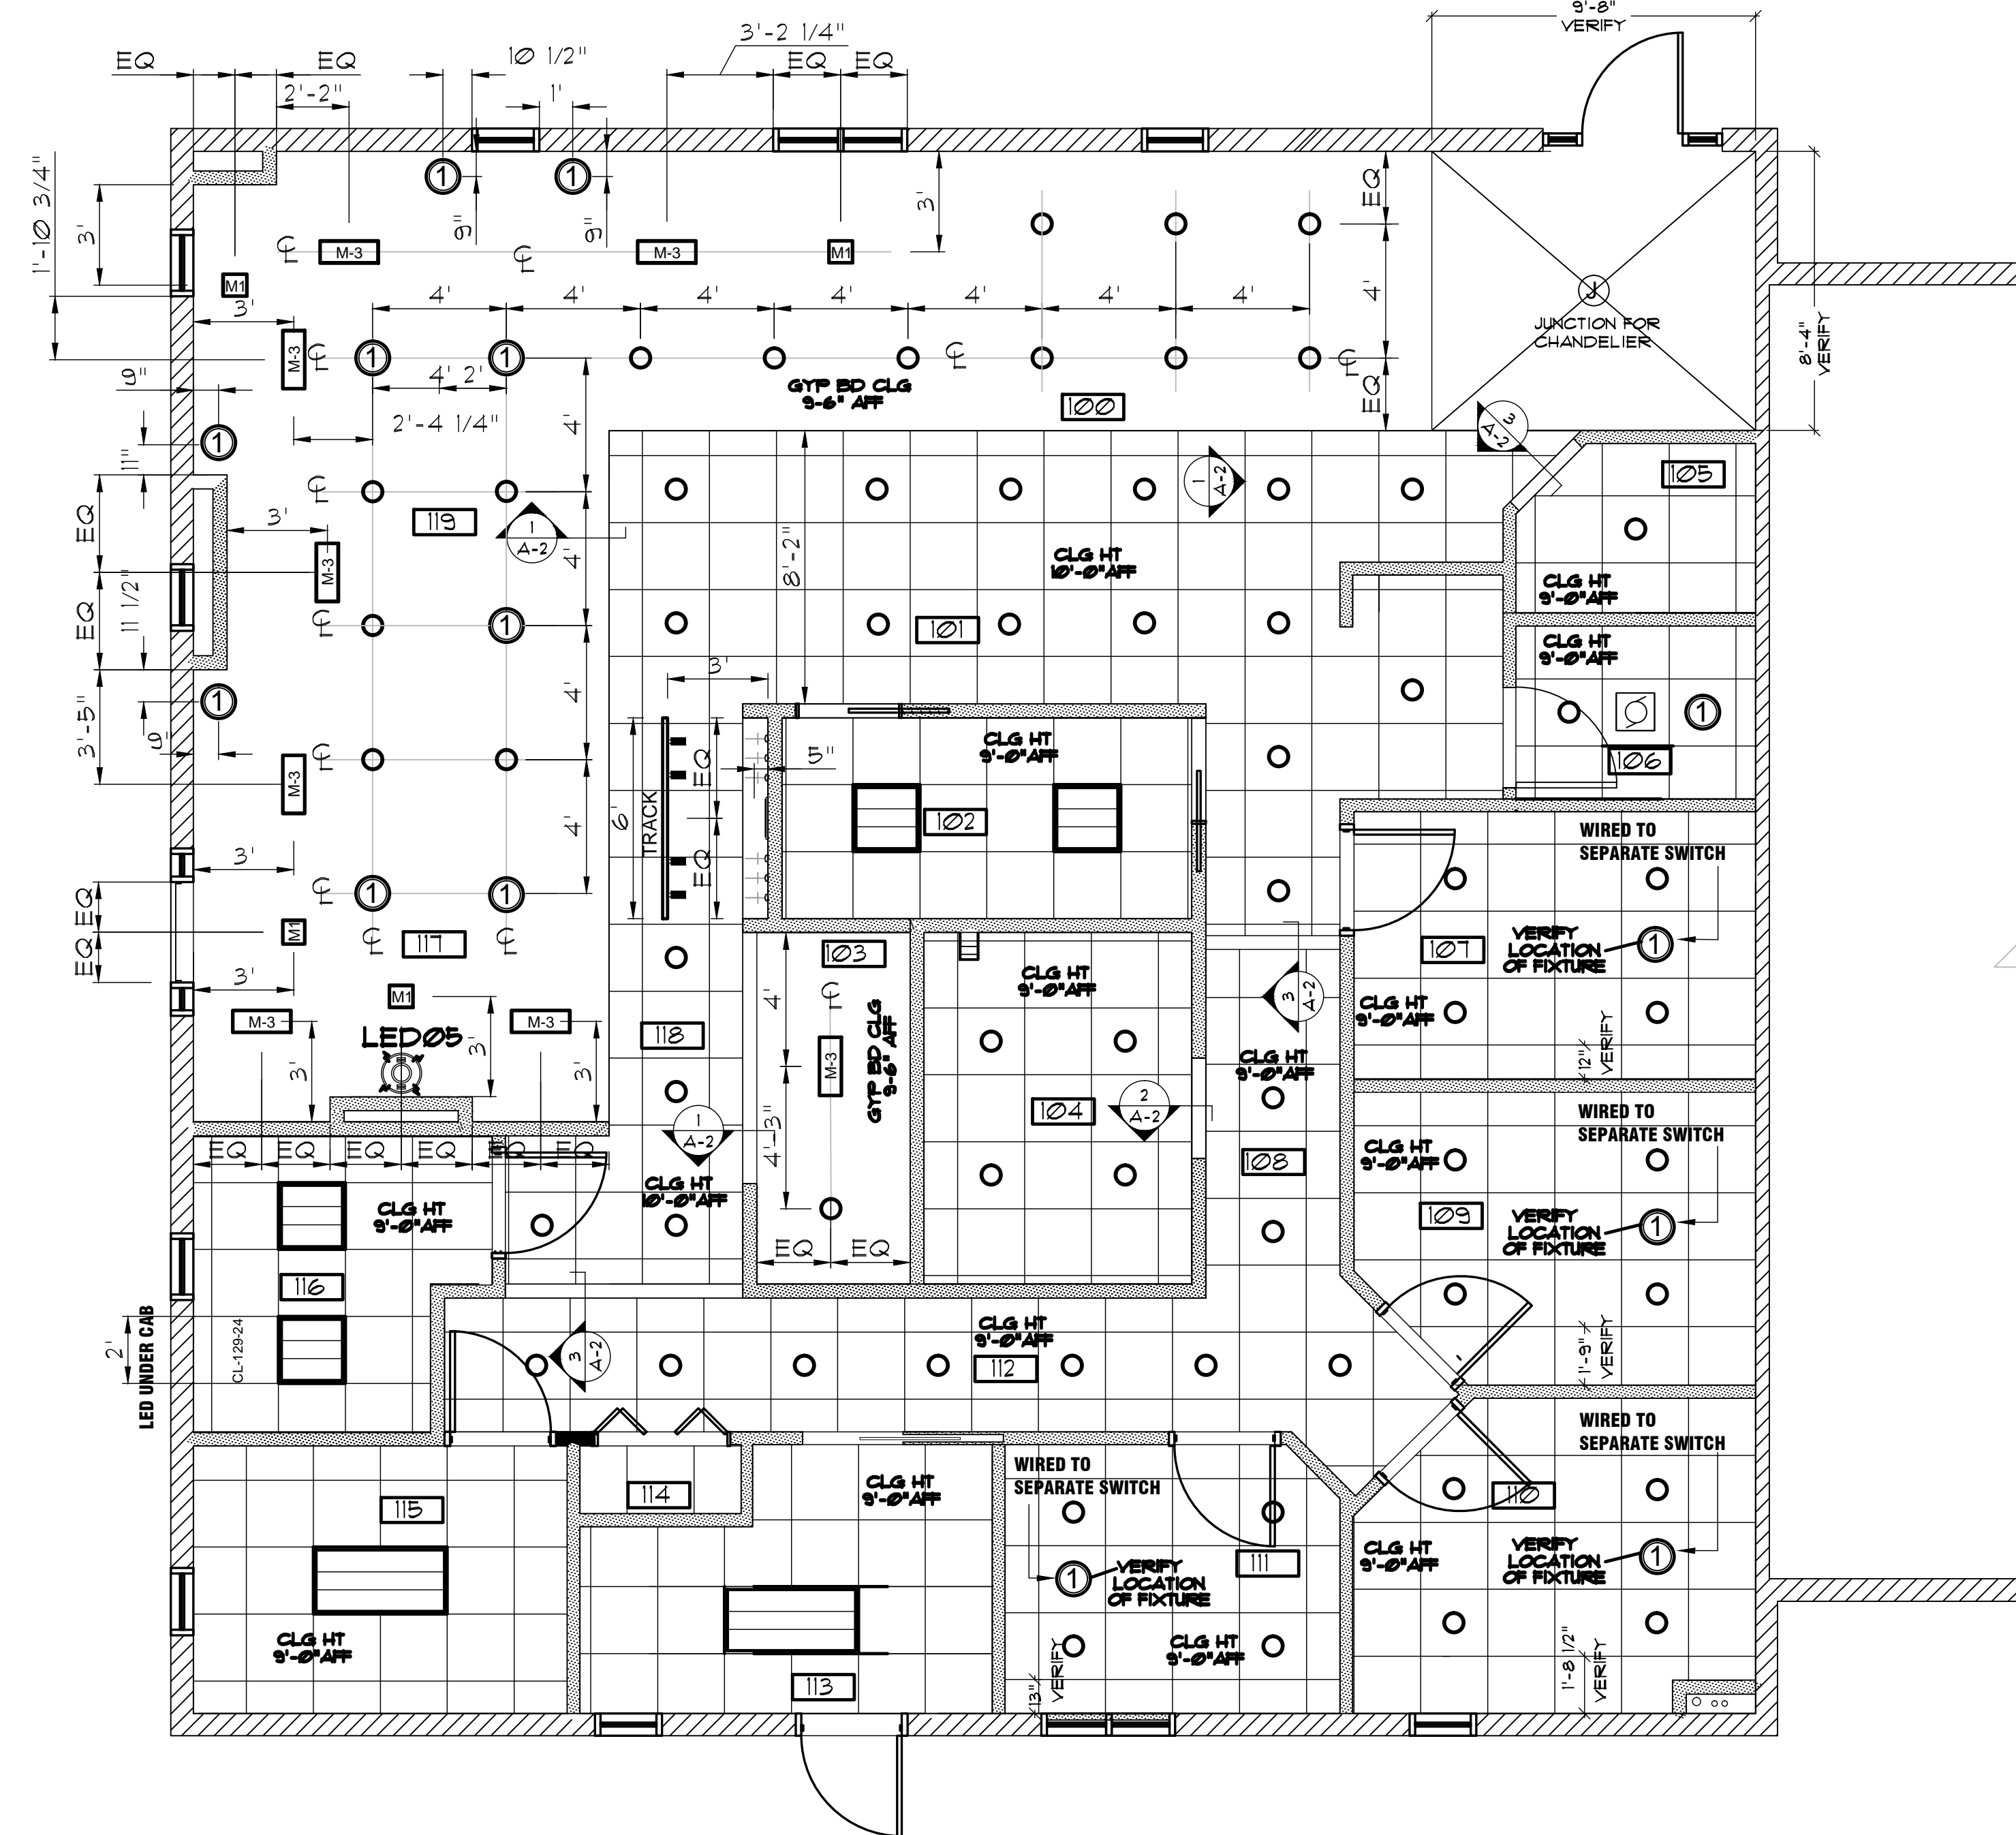 9'-8"
VERIFY
3'-2 1/4"
10 1/2"
EQ
EQ
EQ
EQ
2'-2"
1'
1
1
9"
9"
3'
EQ
1'-10 3/4"
3'
M-3
M-3
M1
M1
3'
4'
4'
4'
4'
4'
4'
4'
4'
J
JUNCTION FOR
CHANDELIER
8'-4"
VERIFY
M-3
1
1
4'
2'
GYP BD CLG
9-6" AFF
100
EQ
3
A-2
9"
2'-4 1/4"
4'
1
11"
1
A-2
105
EQ
119
3'
1
A-2
4'
8'-2"
CLG HT
10'-0"AFF
CLG HT
9'-0"AFF
M-3
EQ
11 1/2"
1
101
CLG HT
9'-0"AFF
3'
4'
1
1
3'-5"
9"
CLG HT
9'-0"AFF
EQ
5"
106
M-3
6'
TRACK
102
4'
WIRED TO
SEPARATE SWITCH
3'
EQ
1
1
EQ
M1
117
103
VERIFY
LOCATION
OF FIXTURE
1
107
EQ
CLG HT
9'-0"AFF
3'
M1
4'
3
A-2
CLG HT
9'-0"AFF
M-3
M-3
LED05
118
GYP BD CLG
9-6" AFF
12"
VERIFY
3'
3'
3'
M-3
CLG HT
9'-0"AFF
104
2
A-2
WIRED TO
SEPARATE SWITCH
1
A-2
4'-3"
EQ
EQ
EQ
EQ
EQ
EQ
108
CLG HT
9'-0"AFF
CLG HT
10'-0"AFF
CLG HT
9'-0"AFF
109
VERIFY
LOCATION
OF FIXTURE
1
EQ
EQ
116
CL-1129-24
2'
LED UNDER CAB
3
A-2
CLG HT
9'-0"AFF
112
1'-9"
VERIFY
WIRED TO
SEPARATE SWITCH
WIRED TO
SEPARATE SWITCH
CLG HT
9'-0"AFF
115
114
110
CLG HT
9'-0"AFF
VERIFY
LOCATION
OF FIXTURE
1
111
1
VERIFY
LOCATION
OF FIXTURE
CLG HT
9'-0"AFF
CLG HT
9'-0"AFF
1'-8 1/2"
VERIFY
113
13"
VERIFY